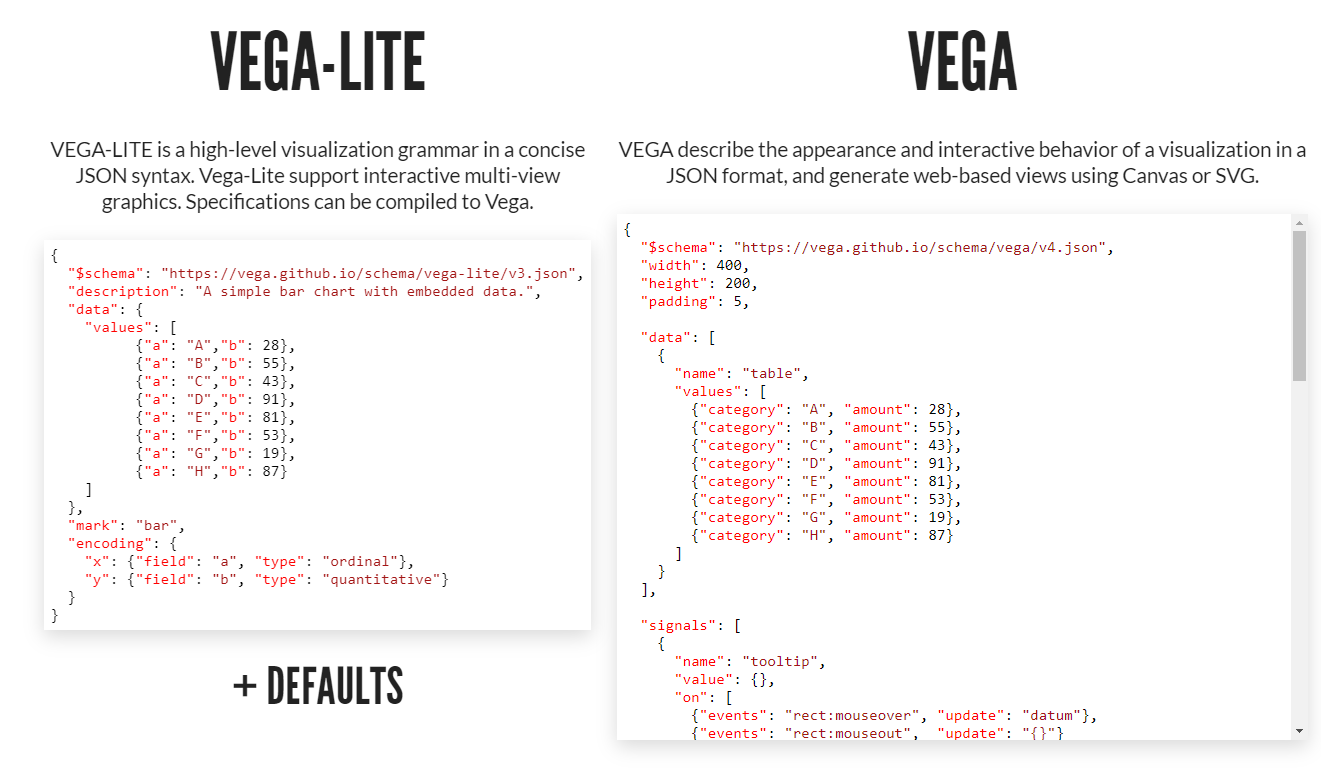 VEGA-LITE
VEGA-LITE is a high-level visualization grammar in a concise
JSON syntax. Vega-Lite support interactive multi-view
graphics. Specifications can be compiled to Vega.
{
  "$schema": "https://vega.github.io/schema/vega-lite/v3.json",
  "description": "A simple bar chart with embedded data.",
  "data": {
    "values": [
          {"a": "A","b": 28},
          {"a": "B","b": 55},
          {"a": "C","b": 43},
          {"a": "D","b": 91},
          {"a": "E","b": 81},
          {"a": "F","b": 53},
          {"a": "G","b": 19},
          {"a": "H","b": 87}
    ]
  },
  "mark": "bar",
  "encoding": {
    "x": {"field": "a", "type": "ordinal"},
    "y": {"field": "b", "type": "quantitative"}
  }
}
+ DEFAULTS
VEGA
VEGA describe the appearance and interactive behavior of a visualization in a
JSON format, and generate web-based views using Canvas or SVG.
{
  "$schema": "https://vega.github.io/schema/vega/v4.json",
  "width": 400,
  "height": 200,
  "padding": 5,
  "data": [
    {
      "name": "table",
      "values": [
        {"category": "A", "amount": 28},
        {"category": "B", "amount": 55},
        {"category": "C", "amount": 43},
        {"category": "D", "amount": 91},
        {"category": "E", "amount": 81},
        {"category": "F", "amount": 53},
        {"category": "G", "amount": 19},
        {"category": "H", "amount": 87}
      ]
    }
  ],
  "signals": [
    {
      "name": "tooltip",
      "value": {},
      "on": [
        {"events": "rect:mouseover", "update": "datum"},
        {"events": "rect:mouseout",  "update": "{}"}